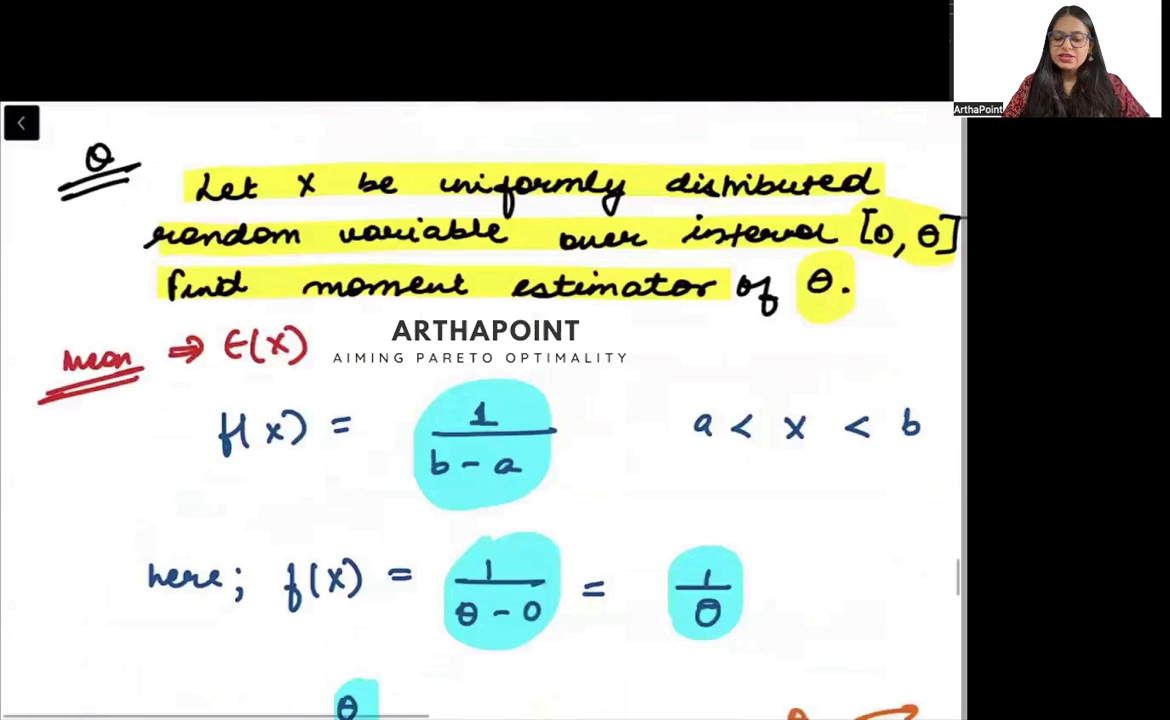 ArthaPoint
Q
Let X be uniformly distributed
random variable over interval [0, θ]
Find moment estimator of θ.
ARTHAPOINT
AIMING PARETO OPTIMALITY
mean ⇒ E(X)
f(x) = 1/(b - a) a < x < b
here; f(x) = 1/(θ - 0) = 1/θ
θ